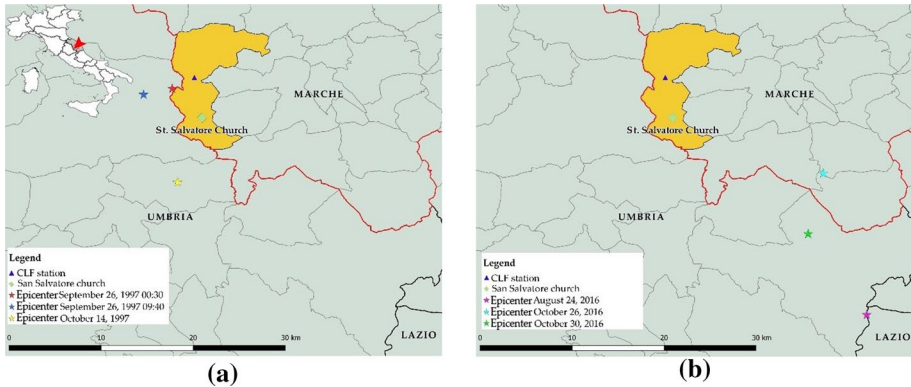 MARCHE
St. Salvatore Church
UMBRIA
Legend
CLF station
San Salvatore church
Epicenter September 26, 1997 00:30
Epicenter September 26, 1997 09:40
Epicenter October 14, 1997
LAZIO
0 10 20 30 km
(a)
MARCHE
St. Salvatore Church
UMBRIA
Legend
CLF station
San Salvatore church
Epicenter August 24, 2016
Epicenter October 26, 2016
Epicenter October 30, 2016
LAZIO
0 10 20 30 km
(b)